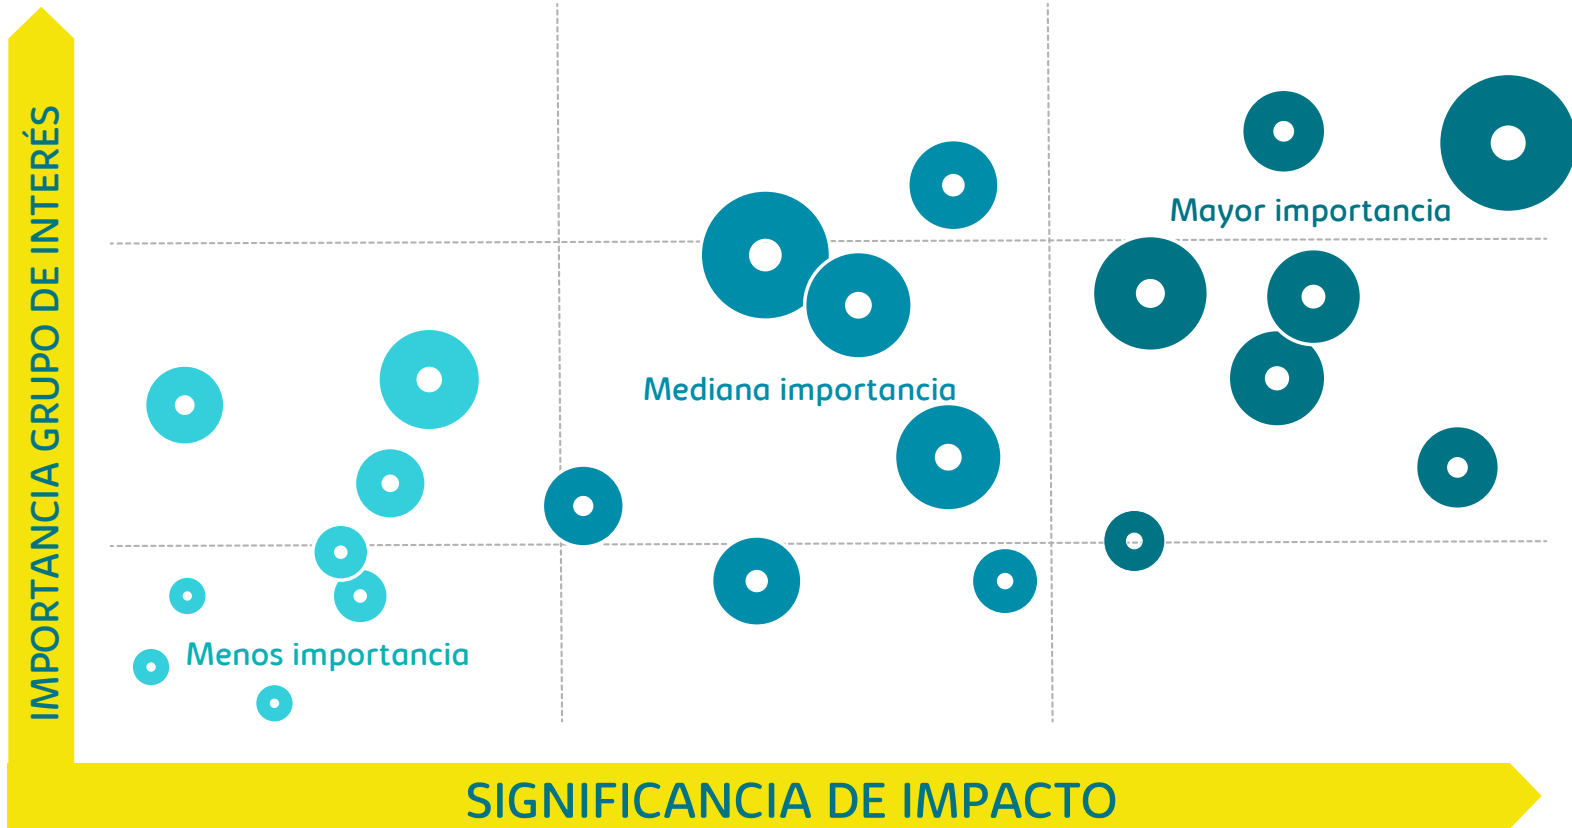 IMPORTANCIA GRUPO DE INTERÉS
Mayor importancia
Mediana importancia
Menos importancia
SIGNIFICANCIA DE IMPACTO